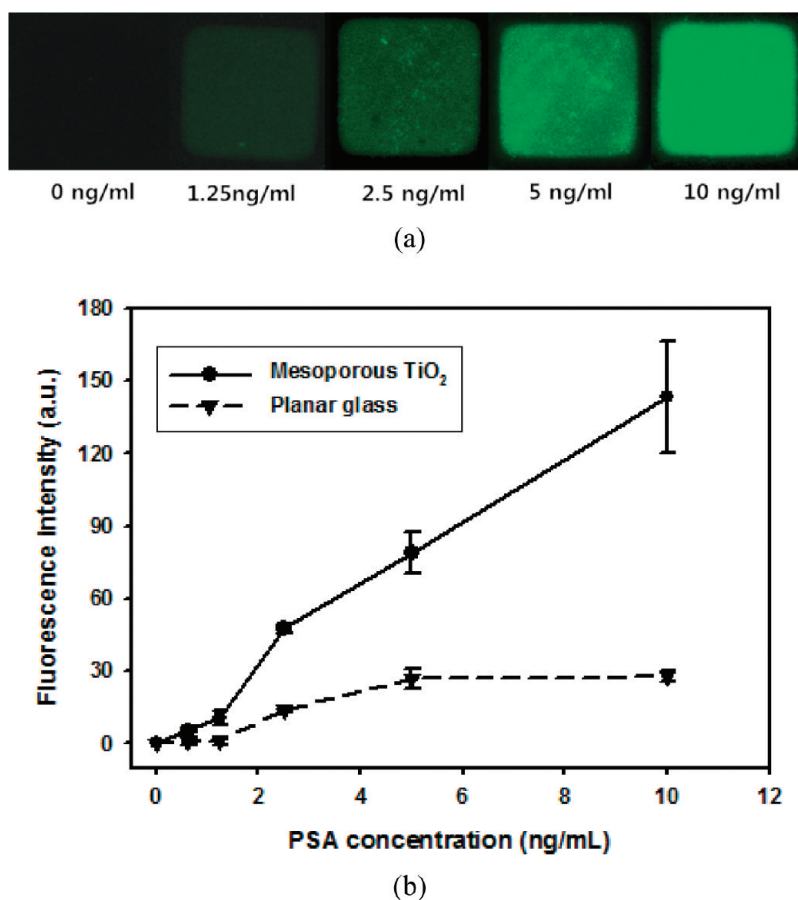 0 ng/ml 1.25ng/ml 2.5 ng/ml 5 ng/ml 10 ng/ml
(a)
180
150
120
90
60
30
0
Fluorescence Intensity (a.u.)
Mesoporous TiO₂
Planar glass
0 2 4 6 8 10 12
PSA concentration (ng/mL)
(b)